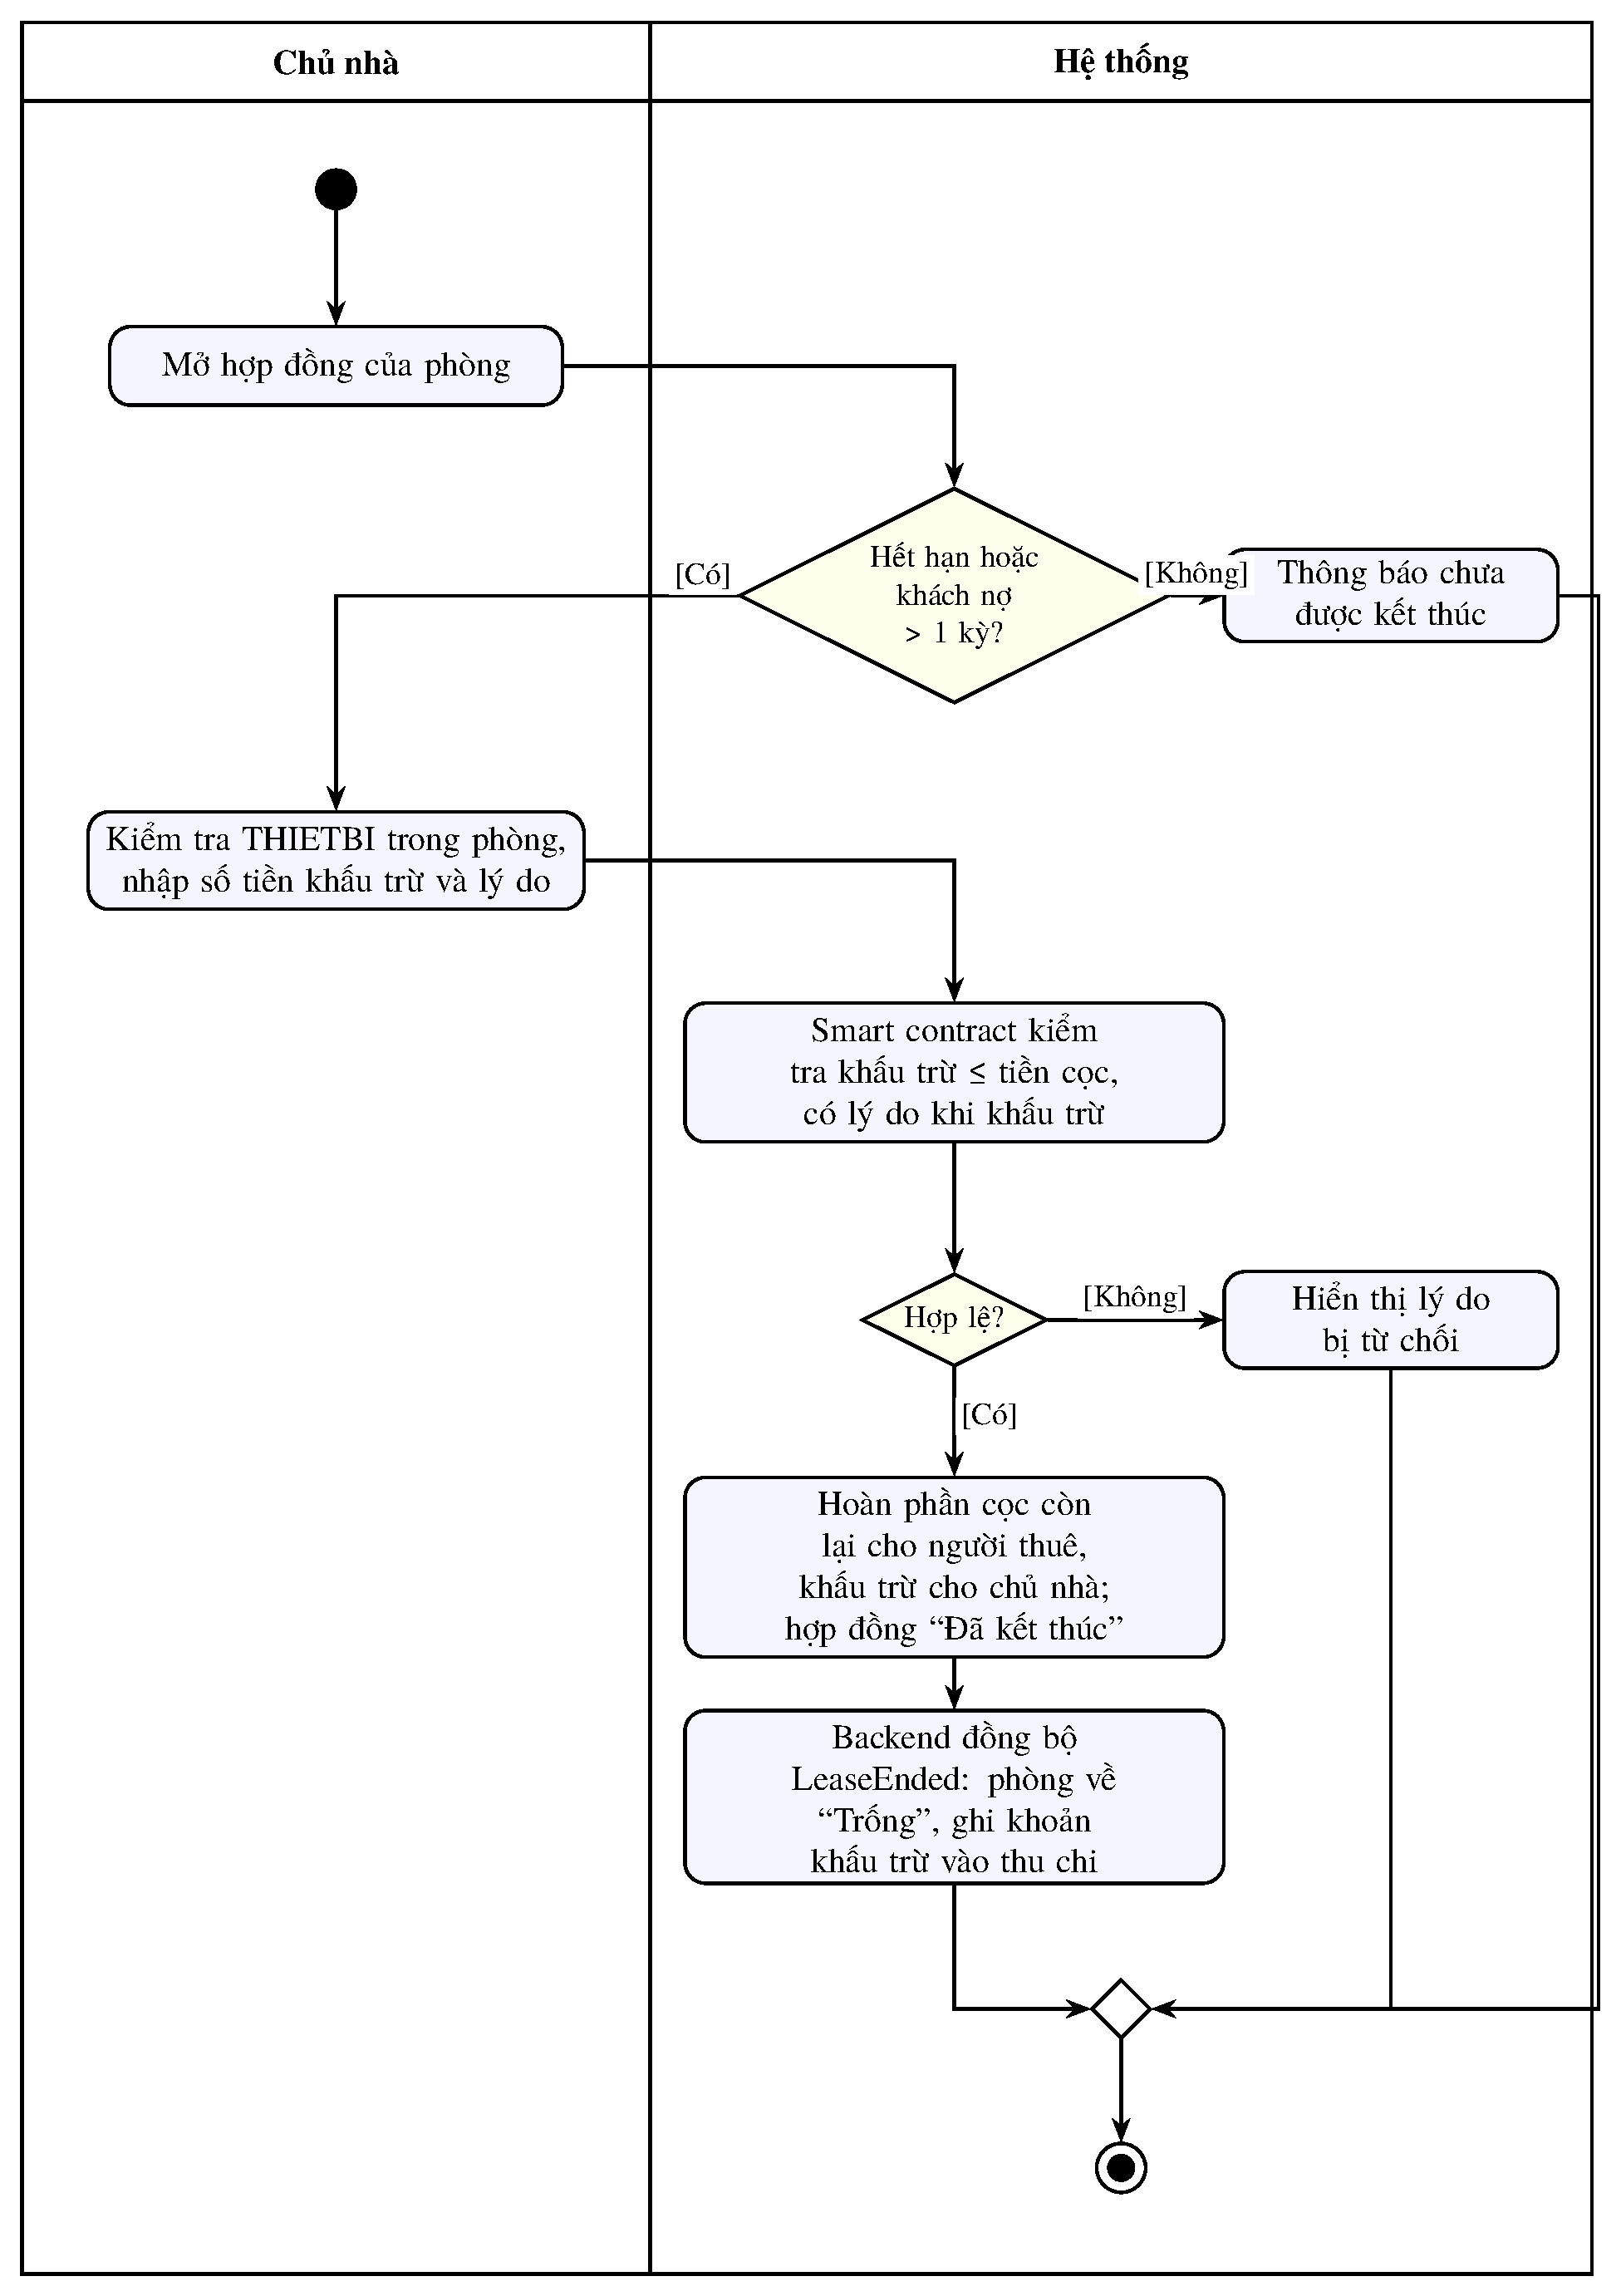 Chủ nhà
Hệ thống
Mở hợp đồng của phòng
Hết hạn hoặc
khách nợ
> 1 kỳ?
[Có]
[Không]
Thông báo chưa
được kết thúc
Kiểm tra THIETBI trong phòng,
nhập số tiền khấu trừ và lý do
Smart contract kiểm
tra khấu trừ ≤ tiền cọc,
có lý do khi khấu trừ
Hợp lệ?
[Không]
Hiển thị lý do
bị từ chối
[Có]
Hoàn phần cọc còn
lại cho người thuê,
khấu trừ cho chủ nhà;
hợp đồng “Đã kết thúc”
Backend đồng bộ
LeaseEnded: phòng về
“Trống”, ghi khoản
khấu trừ vào thu chi